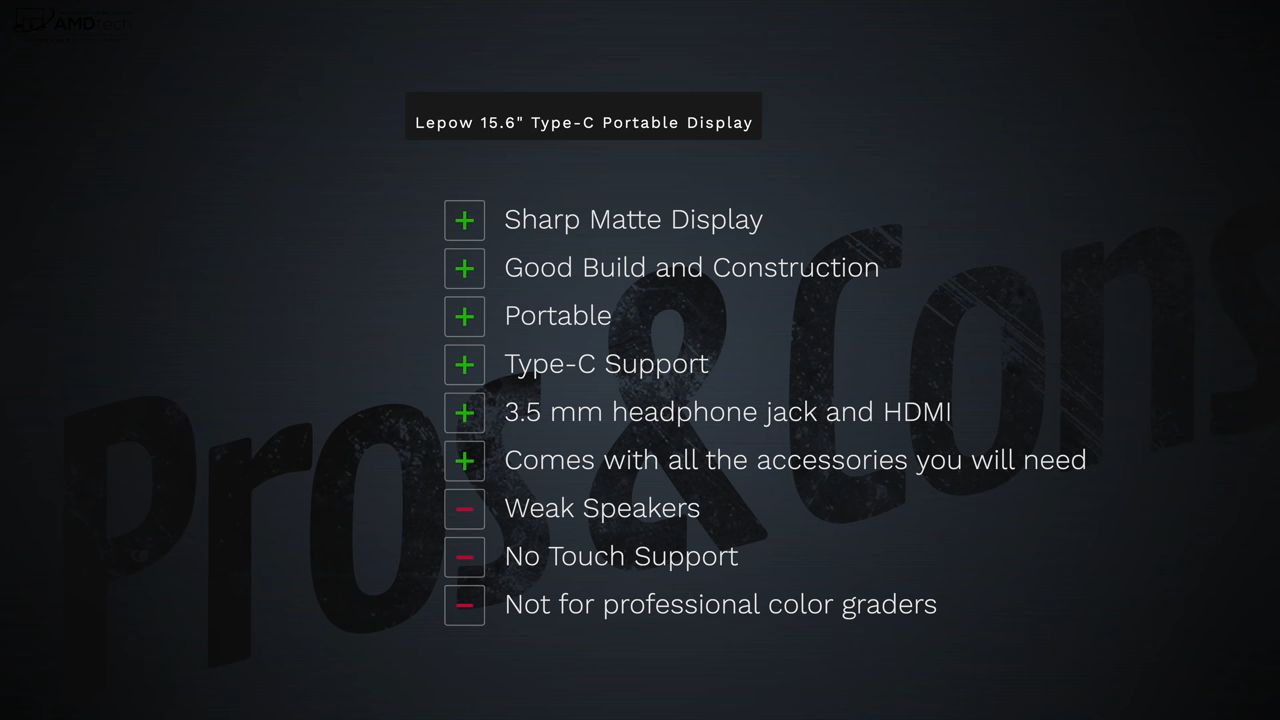 AMDtech
Lepow 15.6" Type-C Portable Display
Sharp Matte Display
Good Build and Construction
Portable
Type-C Support
3.5 mm headphone jack and HDMI
Comes with all the accessories you will need
Weak Speakers
No Touch Support
Not for professional color graders
Pros & Cons